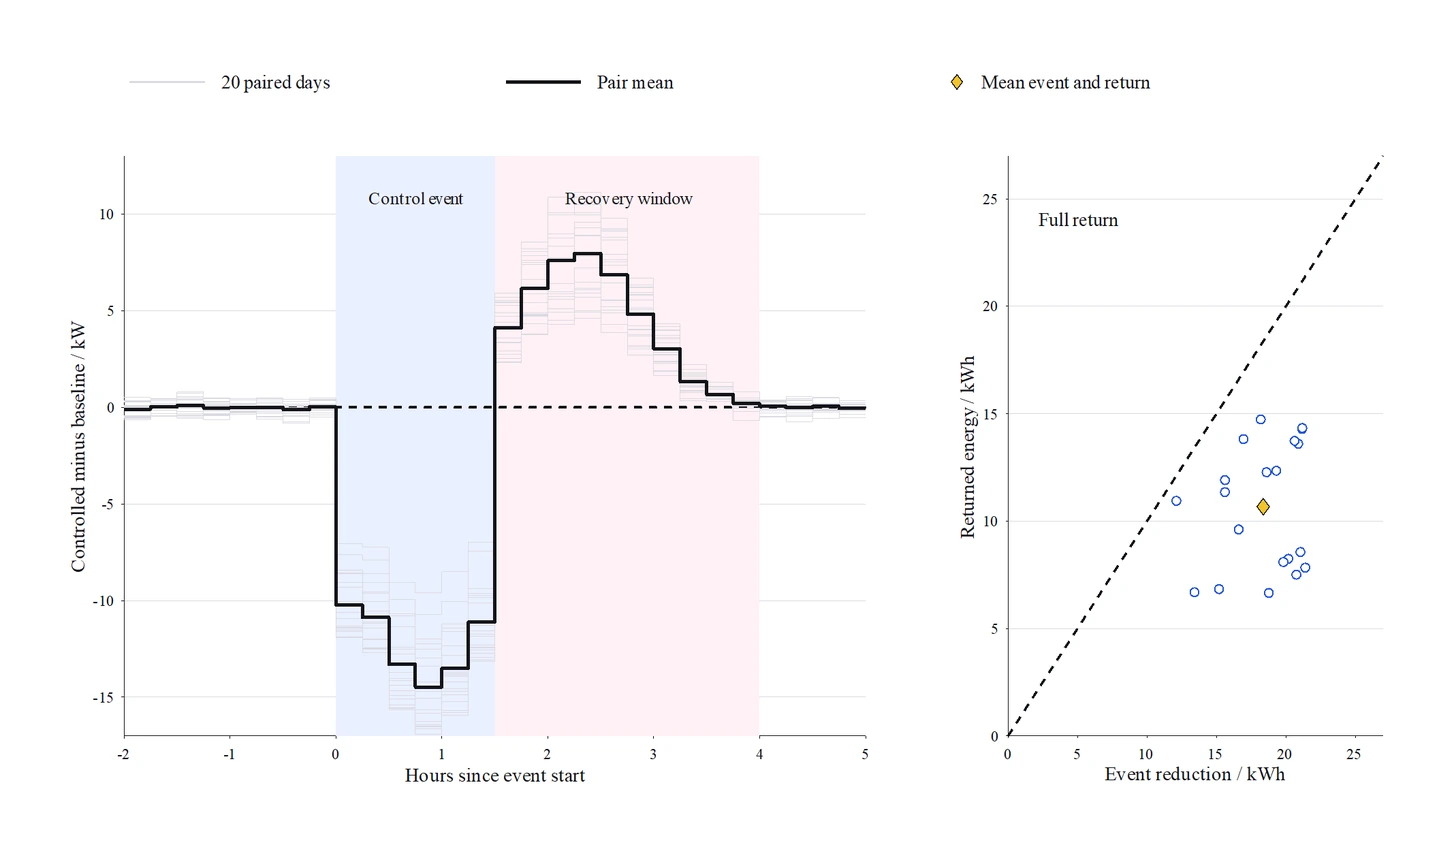 20 paired days
Pair mean
Mean event and return
Control event
Recovery window
Controlled minus baseline / kW
10
5
0
-5
-10
-15
-2
-1
0
1
2
3
4
5
Hours since event start
Full return
Returned energy / kWh
25
20
15
10
5
0
0
5
10
15
20
25
Event reduction / kWh